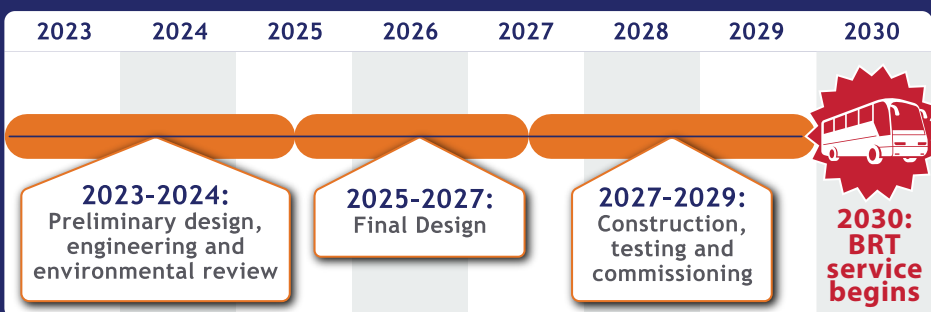 2023 2024 2025 2026 2027 2028 2029 2030
2023-2024:
Preliminary design,
engineering and
environmental review
2025-2027:
Final Design
2027-2029:
Construction,
testing and
commissioning
2030:
BRT
service
begins